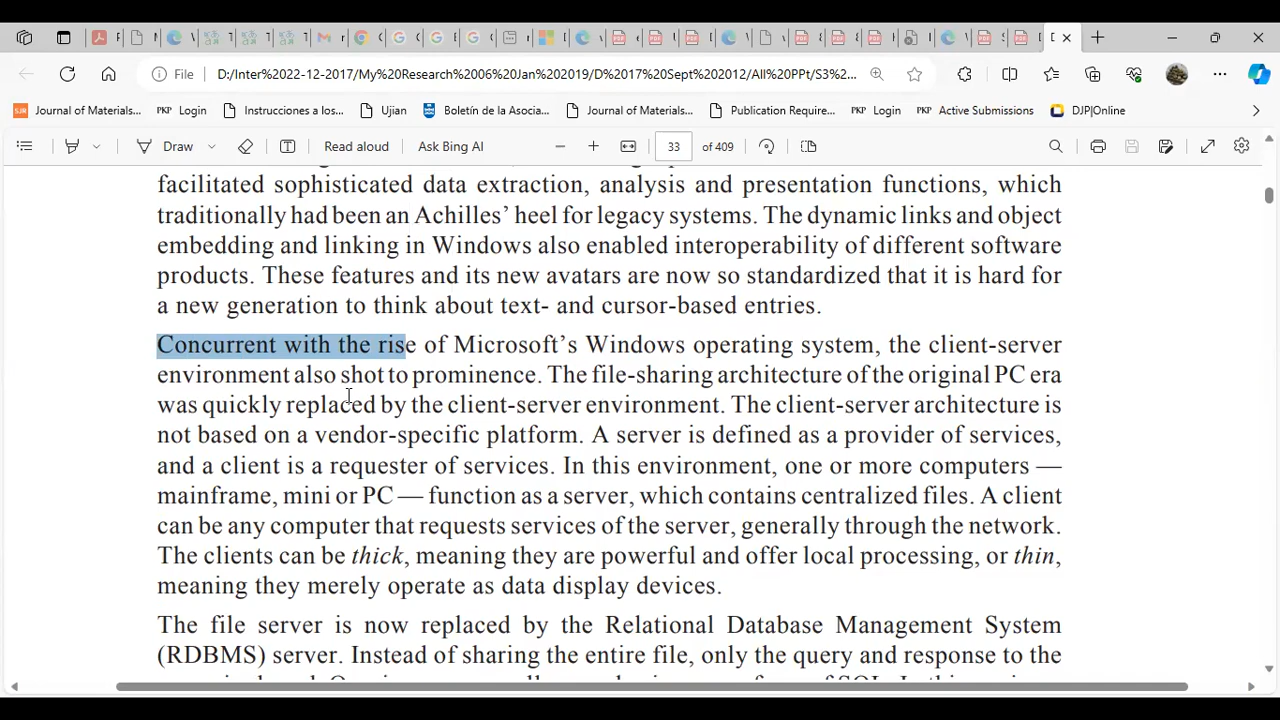 File
D:/Inter%2022-12-2017/My%20Research%2006%20Jan%2019/D%2017%20Sept%2012/All%20PPt/S3%2...
Journal of Materials...
PKP Login
Instrucciones a los...
Ujian
Boletín de la Asocia...
Journal of Materials...
Publication Require...
PKP Login
Active Submissions
DJP|Online
Draw
Read aloud
Ask Bing AI
33 of 409
facilitated sophisticated data extraction, analysis and presentation functions, which
traditionally had been an Achilles’ heel for legacy systems. The dynamic links and object
embedding and linking in Windows also enabled interoperability of different software
products. These features and its new avatars are now so standardized that it is hard for
a new generation to think about text- and cursor-based entries.
Concurrent with the rise of Microsoft’s Windows operating system, the client-server
environment also shot to prominence. The file-sharing architecture of the original PC era
was quickly replaced by the client-server environment. The client-server architecture is
not based on a vendor-specific platform. A server is defined as a provider of services,
and a client is a requester of services. In this environment, one or more computers —
mainframe, mini or PC — function as a server, which contains centralized files. A client
can be any computer that requests services of the server, generally through the network.
The clients can be thick, meaning they are powerful and offer local processing, or thin,
meaning they merely operate as data display devices.
The file server is now replaced by the Relational Database Management System
(RDBMS) server. Instead of sharing the entire file, only the query and response to the